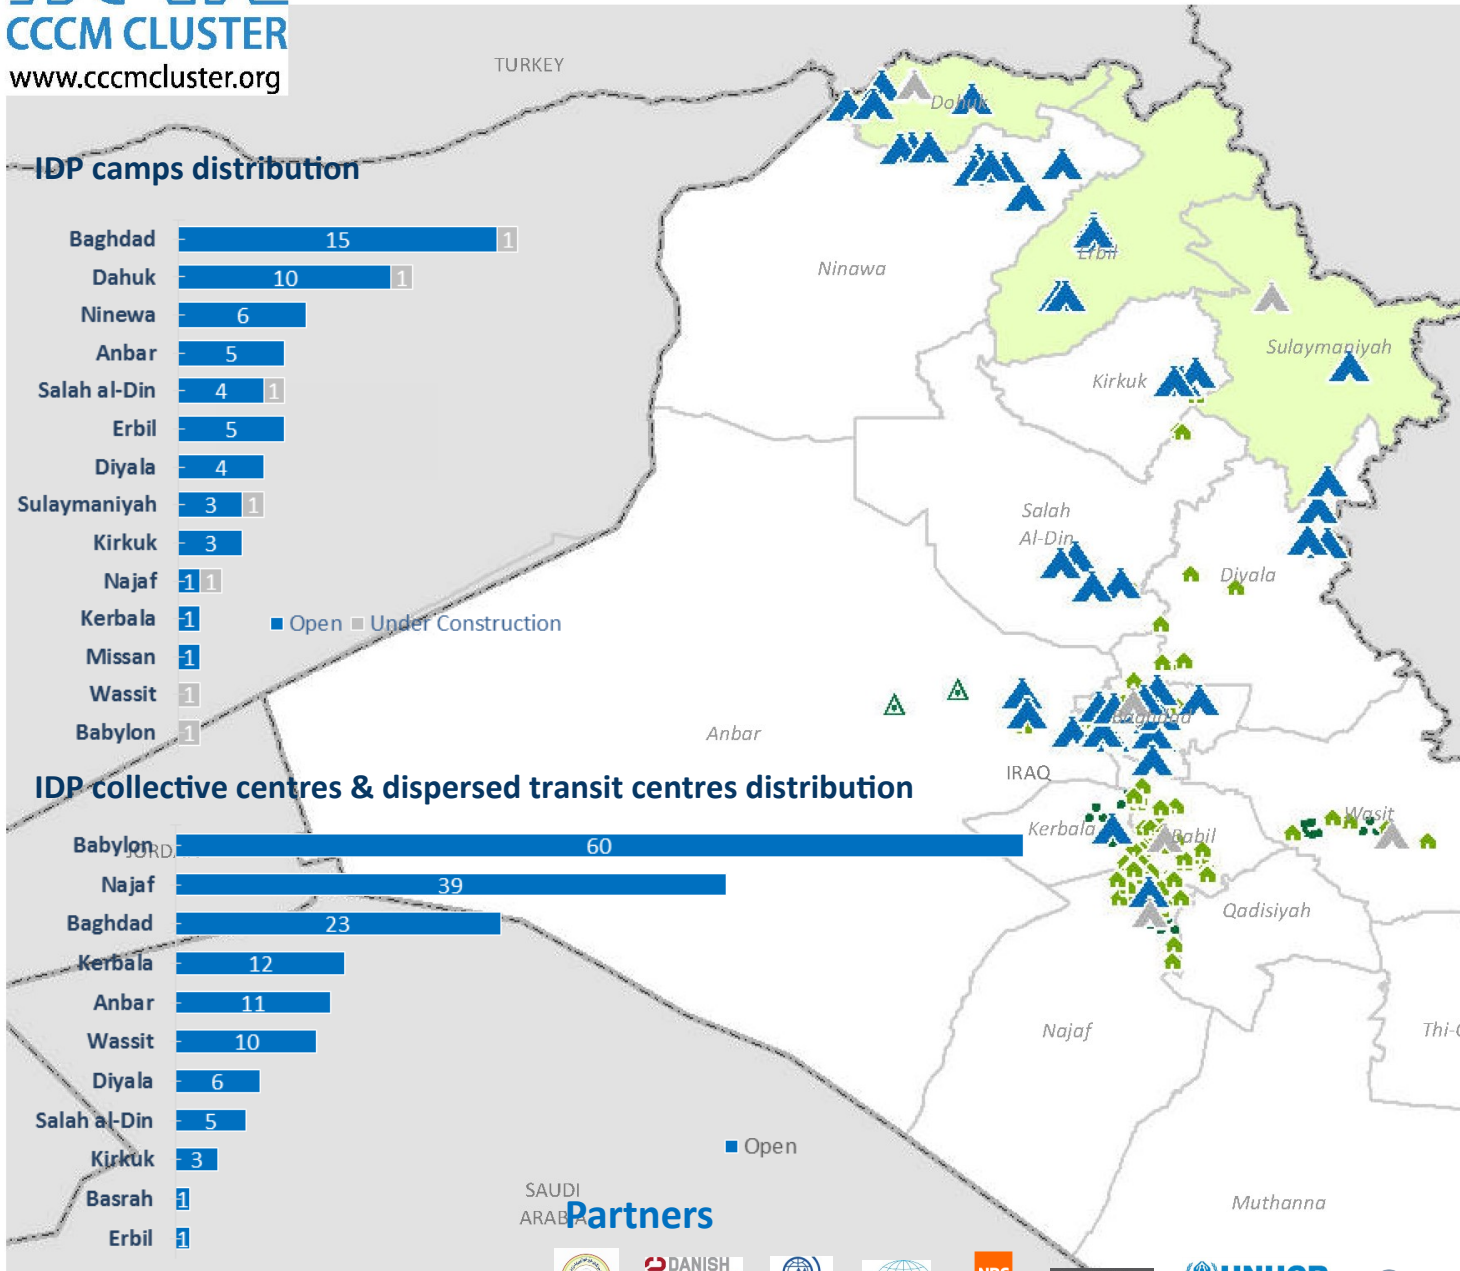 CCCM CLUSTER
www.cccmcluster.org
TURKEY
IDP camps distribution
Baghdad 15 1
Dahuk 10 1
Ninewa 6
Anbar 5
Salah al-Din 4 1
Erbil 5
Diyala 4
Sulaymaniyah 3 1
Kirkuk 3
Najaf 1 1
Kerbala 1
Missan 1
Wassit 1
Babylon 1
Open Under Construction
IDP collective centres & dispersed transit centres distribution
Babylon 60
Najaf 39
Baghdad 23
Kerbala 12
Anbar 11
Wassit 10
Diyala 6
Salah al-Din 5
Kirkuk 3
Basrah 1
Erbil 1
Open
Dohuk
Ninawa
Erbil
Sulaymaniyah
Kirkuk
Salah
Al-Din
Diyala
Anbar
Baghdad
IRAQ
Kerbala
Babil
Wasit
Qadisiyah
Najaf
Muthanna
SAUDI
ARABIA
Partners
DANISH
NRC
UNHCR